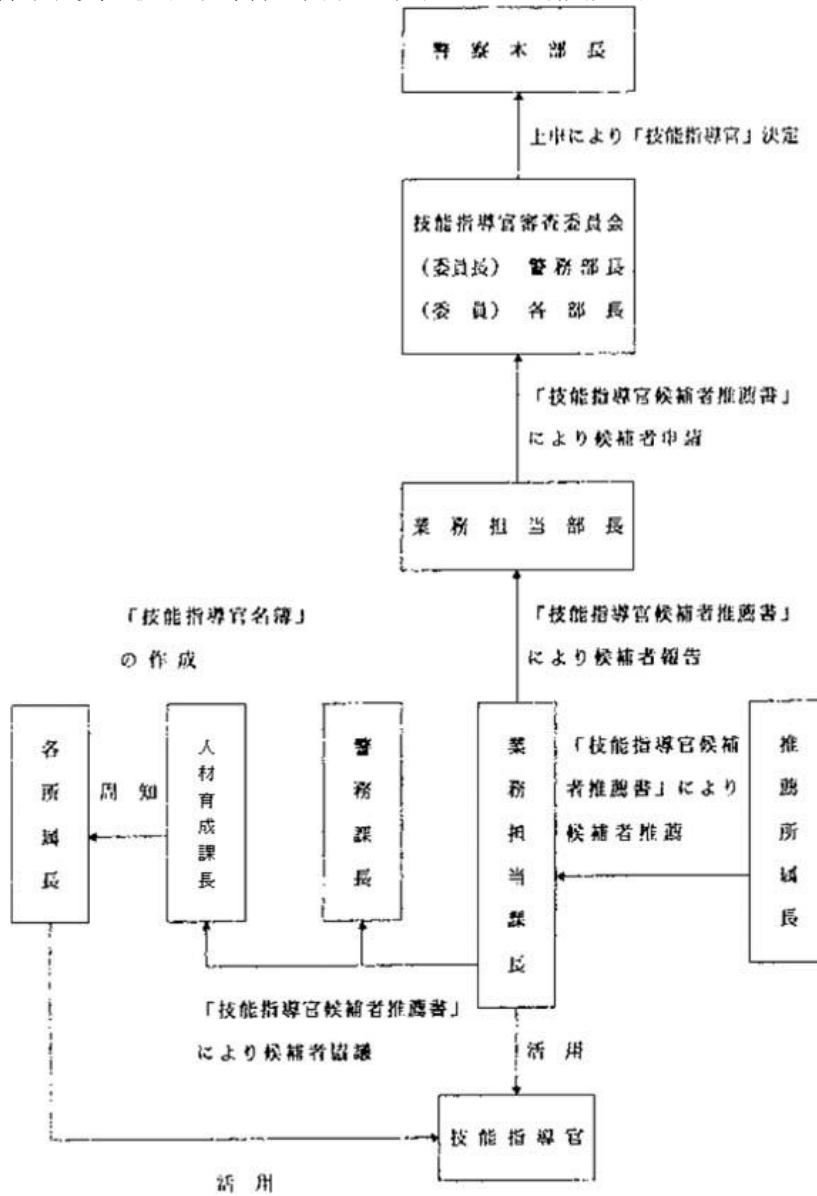 警察本部長
上申により「技能指導官」決定
技能指導官審査委員会
(委員長) 警務部長
(委員) 各部長
「技能指導官候補者推薦書」
により候補者申請
業務担当部長
「技能指導官名簿」
の作成
「技能指導官候補者推薦書」
により候補者報告
各所属長
周知
人材育成課長
警務課長
業務担当課長
「技能指導官候補
者推薦書」により
候補者推薦
推薦所属長
「技能指導官候補者推薦書」
により候補者協議
活用
技能指導官
活用